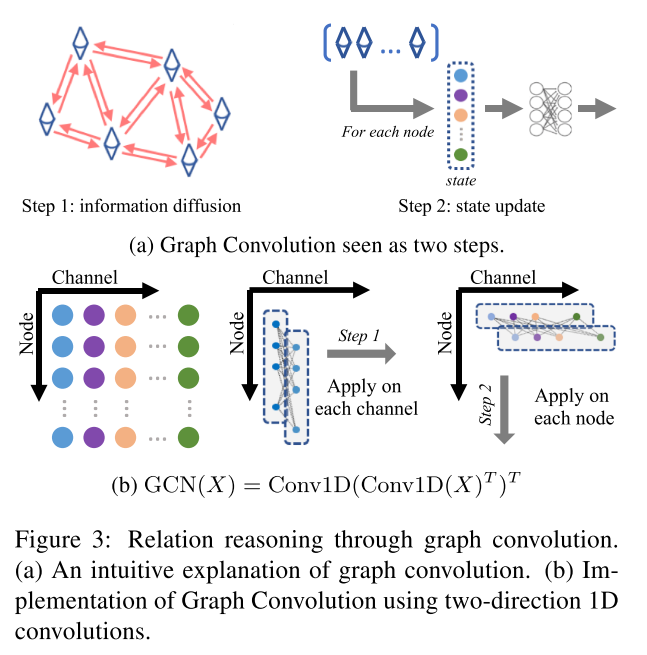 For each node
state
Step 1: information diffusion
Step 2: state update
(a) Graph Convolution seen as two steps.
Channel
Node
Channel
Node
Step 1
Apply on
each channel
Channel
Node
Step 2
Apply on
each node
(b) GCN(X) = Conv1D(Conv1D(X)^T)^T
Figure 3: Relation reasoning through graph convolution.
(a) An intuitive explanation of graph convolution. (b) Im-
plementation of Graph Convolution using two-direction 1D
convolutions.